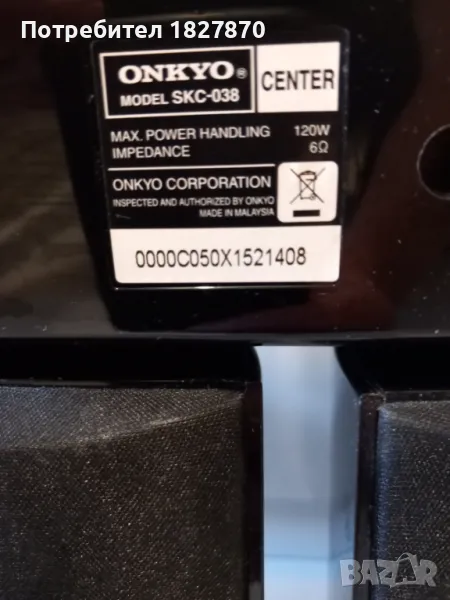 Потребител 1827870
ONKYO®
MODEL SKC-038
CENTER
MAX. POWER HANDLING 120W
IMPEDANCE 6Ω
ONKYO CORPORATION
INSPECTED AND AUTHORIZED BY ONKYO
MADE IN MALAYSIA
0000C050X1521408
BAZAR